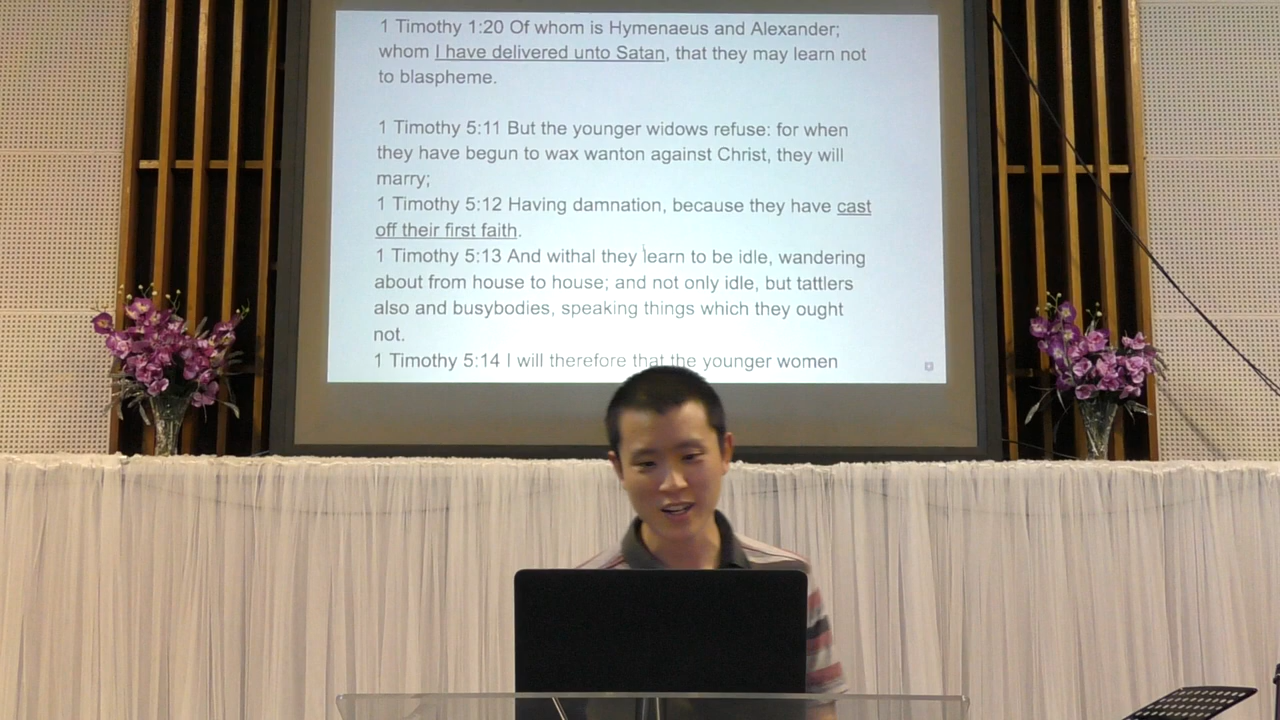 1 Timothy 1:20 Of whom is Hymenaeus and Alexander;
whom I have delivered unto Satan, that they may learn not
to blaspheme.
1 Timothy 5:11 But the younger widows refuse: for when
they have begun to wax wanton against Christ, they will
marry;
1 Timothy 5:12 Having damnation, because they have cast
off their first faith.
1 Timothy 5:13 And withal they learn to be idle, wandering
about from house to house; and not only idle, but tattlers
also and busybodies, speaking things which they ought
not.
1 Timothy 5:14 I will therefore that the younger women